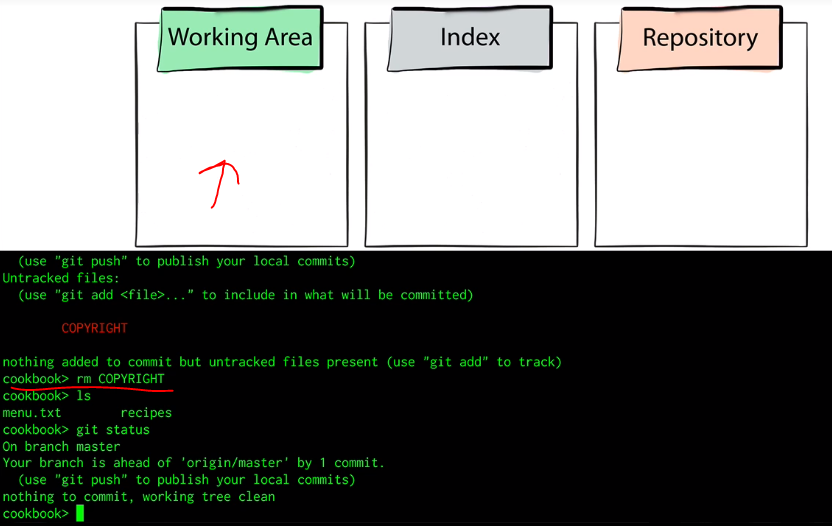 Working Area
Index
Repository
(use "git push" to publish your local commits)
Untracked files:
(use "git add <file>..." to include in what will be committed)
COPYRIGHT
nothing added to commit but untracked files present (use "git add" to track)
cookbook> rm COPYRIGHT
cookbook> ls
menu.txt recipes
cookbook> git status
On branch master
Your branch is ahead of 'origin/master' by 1 commit.
(use "git push" to publish your local commits)
nothing to commit, working tree clean
cookbook>